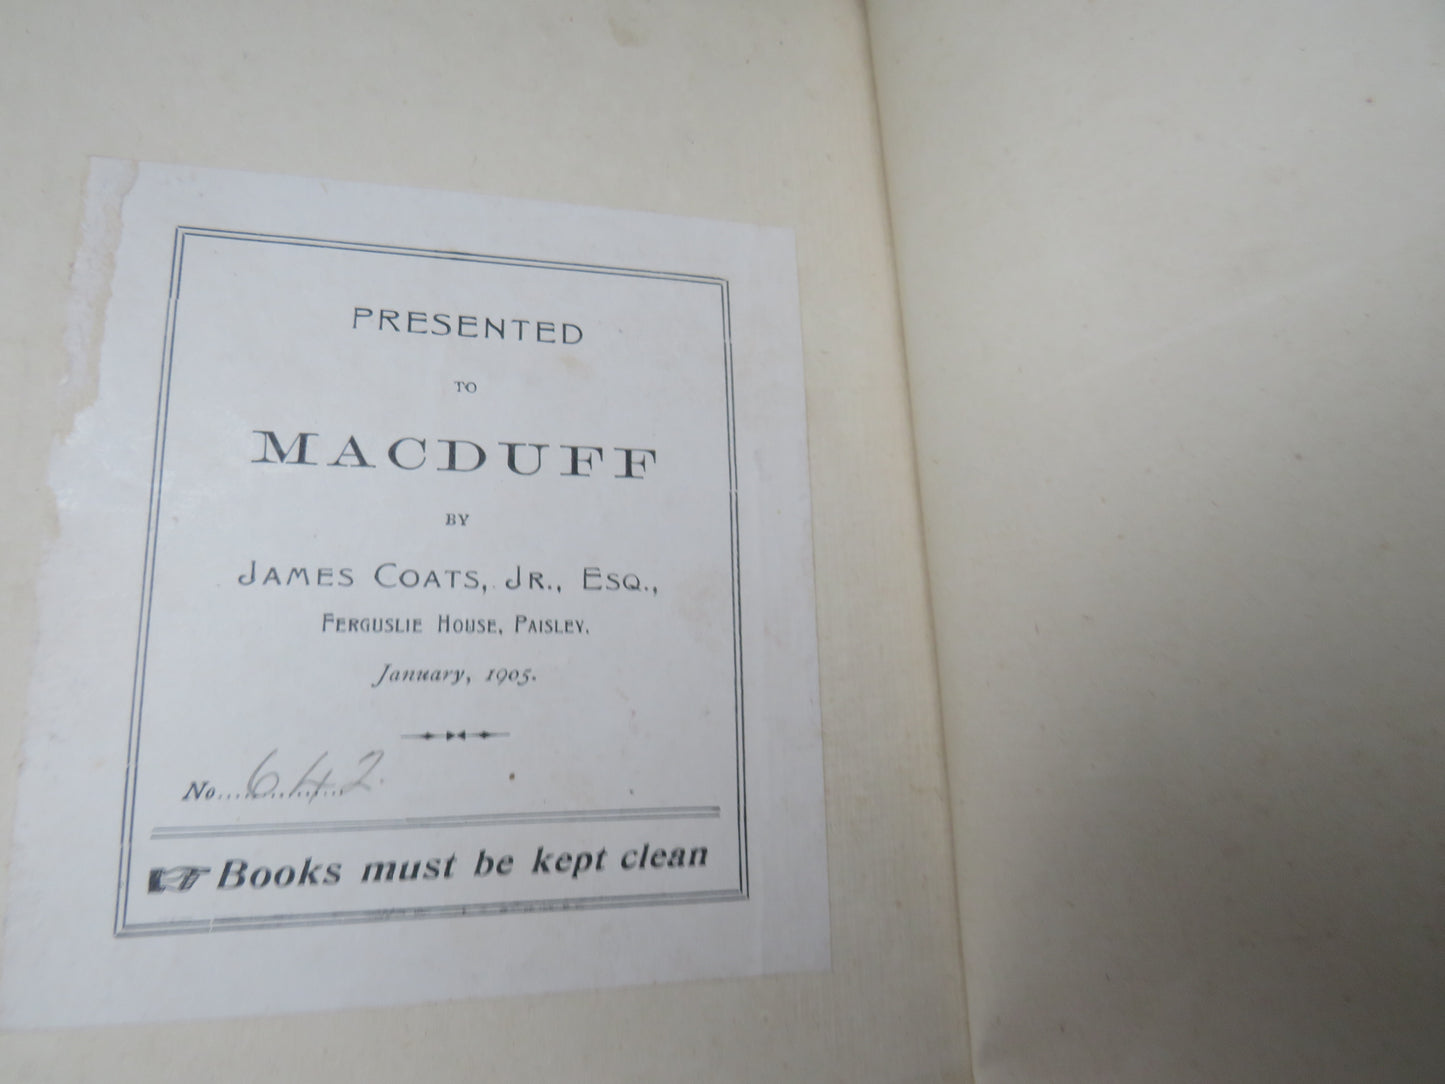 PRESENTED
TO
MACDUFF
BY
JAMES COATS, JR., ESQ.,
FERGUSLIE HOUSE, PAISLEY.
January, 1905.
No. 642.
Books must be kept clean